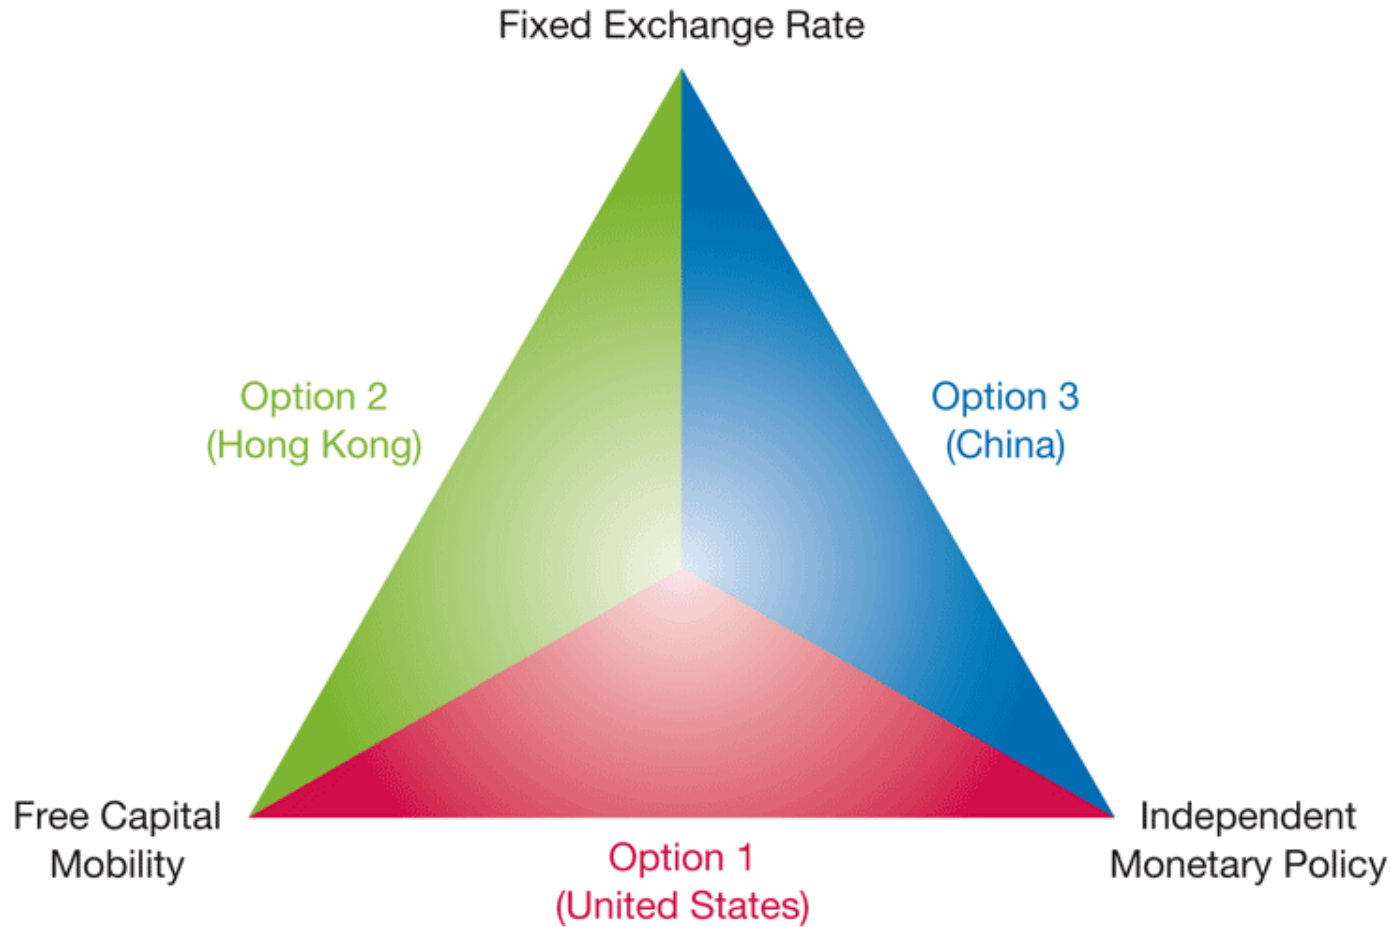 Fixed Exchange Rate
Option 2
(Hong Kong)
Option 3
(China)
Free Capital
Mobility
Option 1
(United States)
Independent
Monetary Policy